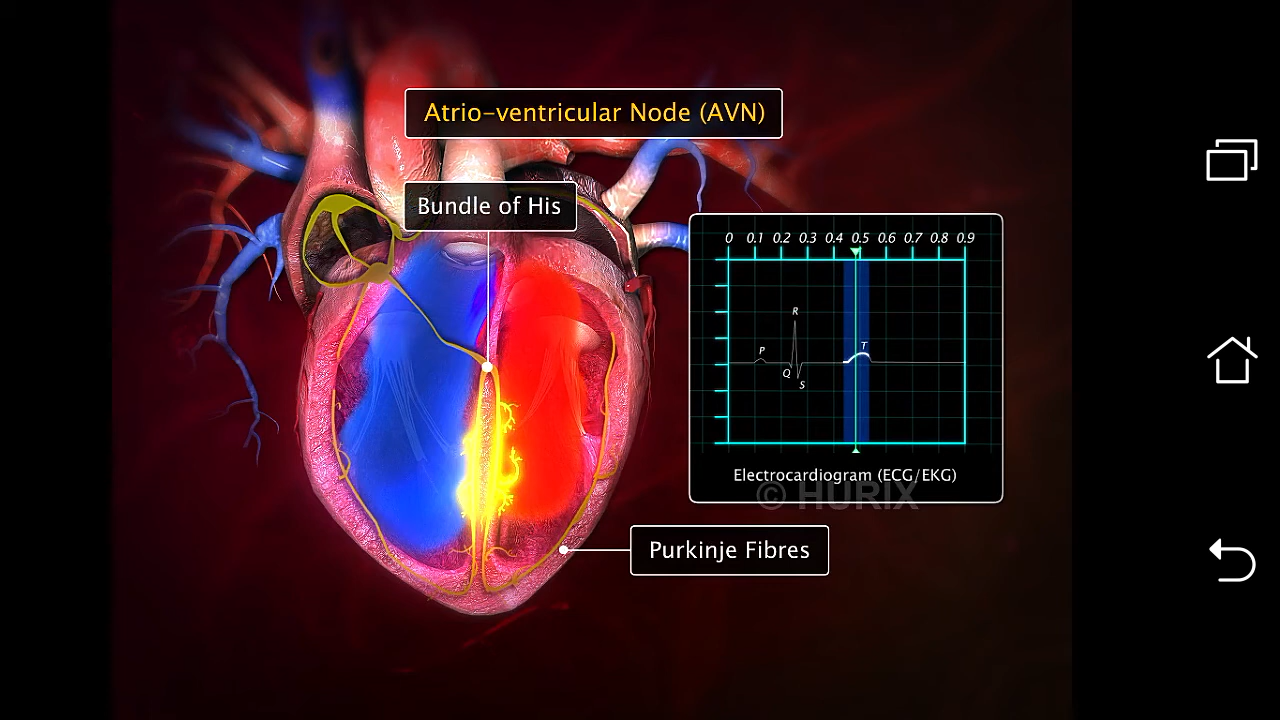 Atrio-ventricular Node (AVN)
Bundle of His
0 0.1 0.2 0.3 0.4 0.5 0.6 0.7 0.8 0.9
R
P
T
Q
S
Electrocardiogram (ECG/EKG)
© HURIX
Purkinje Fibres